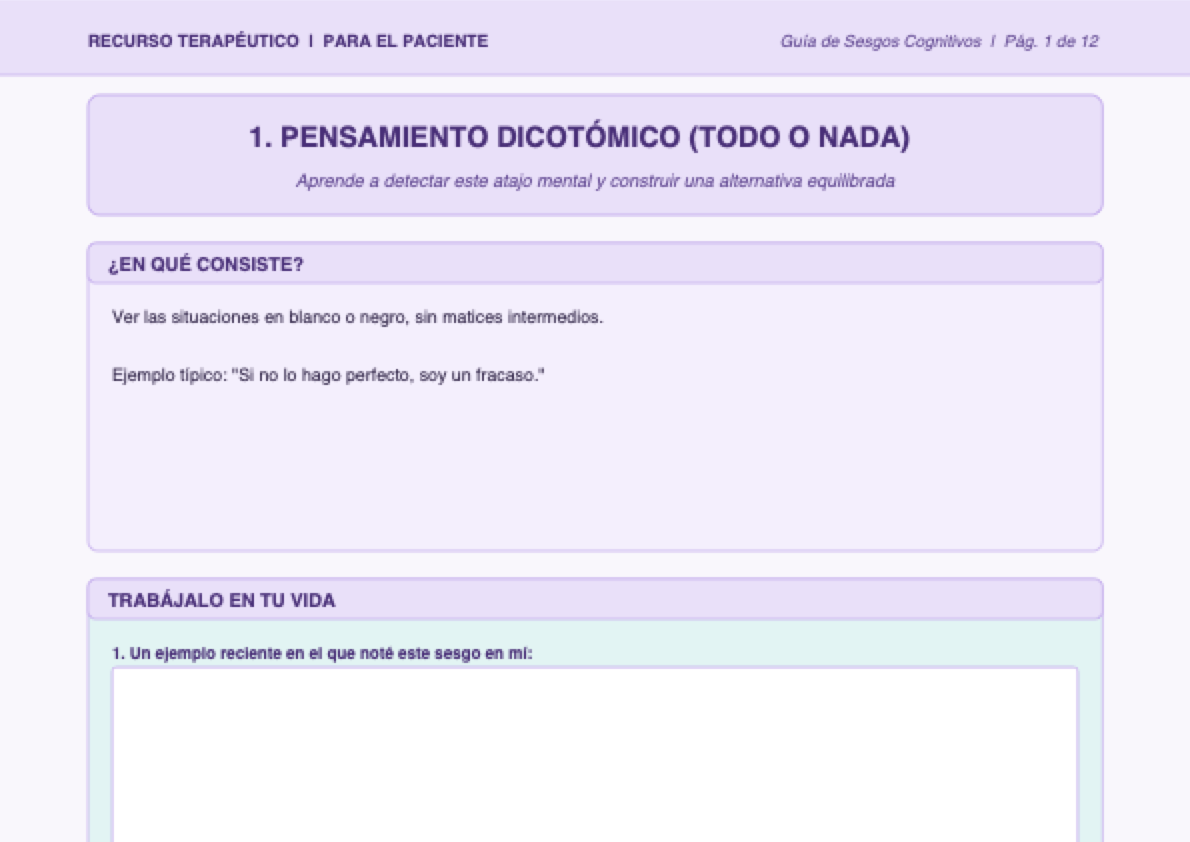 RECURSO TERAPÉUTICO | PARA EL PACIENTE
Guía de Sesgos Cognitivos | Pág. 1 de 12
1. PENSAMIENTO DICOTÓMICO (TODO O NADA)
Aprende a detectar este atajo mental y construir una alternativa equilibrada
¿EN QUÉ CONSISTE?
Ver las situaciones en blanco o negro, sin matices intermedios.
Ejemplo típico: "Si no lo hago perfecto, soy un fracaso."
TRABÁJALO EN TU VIDA
1. Un ejemplo reciente en el que noté este sesgo en mí: